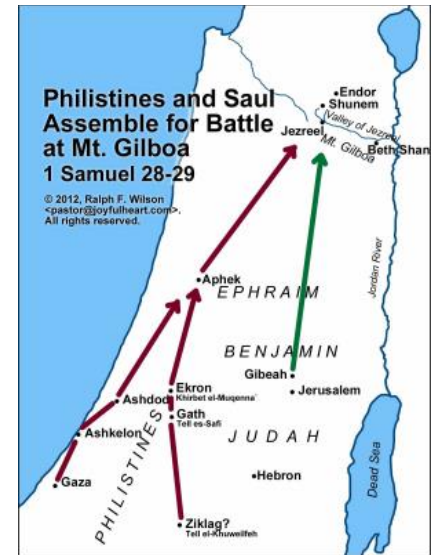 Philistines and Saul
Assemble for Battle
at Mt. Gilboa
1 Samuel 28-29
© 2012, Ralph F. Wilson
<pastor@joyfulheart.com>.
All rights reserved.
Endor
Shunem
Valley of Jezreel
Jezreel
Mt. Gilboa
Beth Shan
Jordan River
Aphek
EPHRAIM
BENJAMIN
Gibeah
Jerusalem
Ekron
Khirbet el-Muqenna'
Ashdod
Gath
Tell es-Safi
Ashkelon
JUDAH
PHILISTINES
Hebron
Dead Sea
Gaza
Ziklag?
Tell el-Khuweilfeh